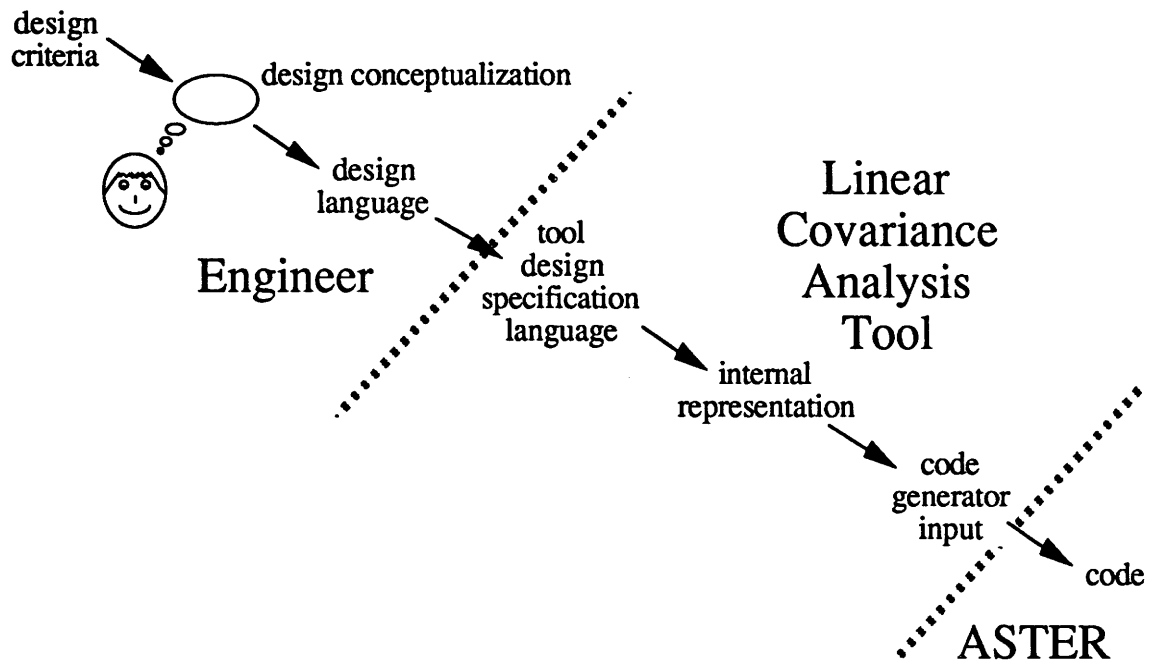 design
criteria
design conceptualization
design
language
Engineer
tool
design
specification
language
Linear
Covariance
Analysis
Tool
internal
representation
code
generator
input
code
ASTER